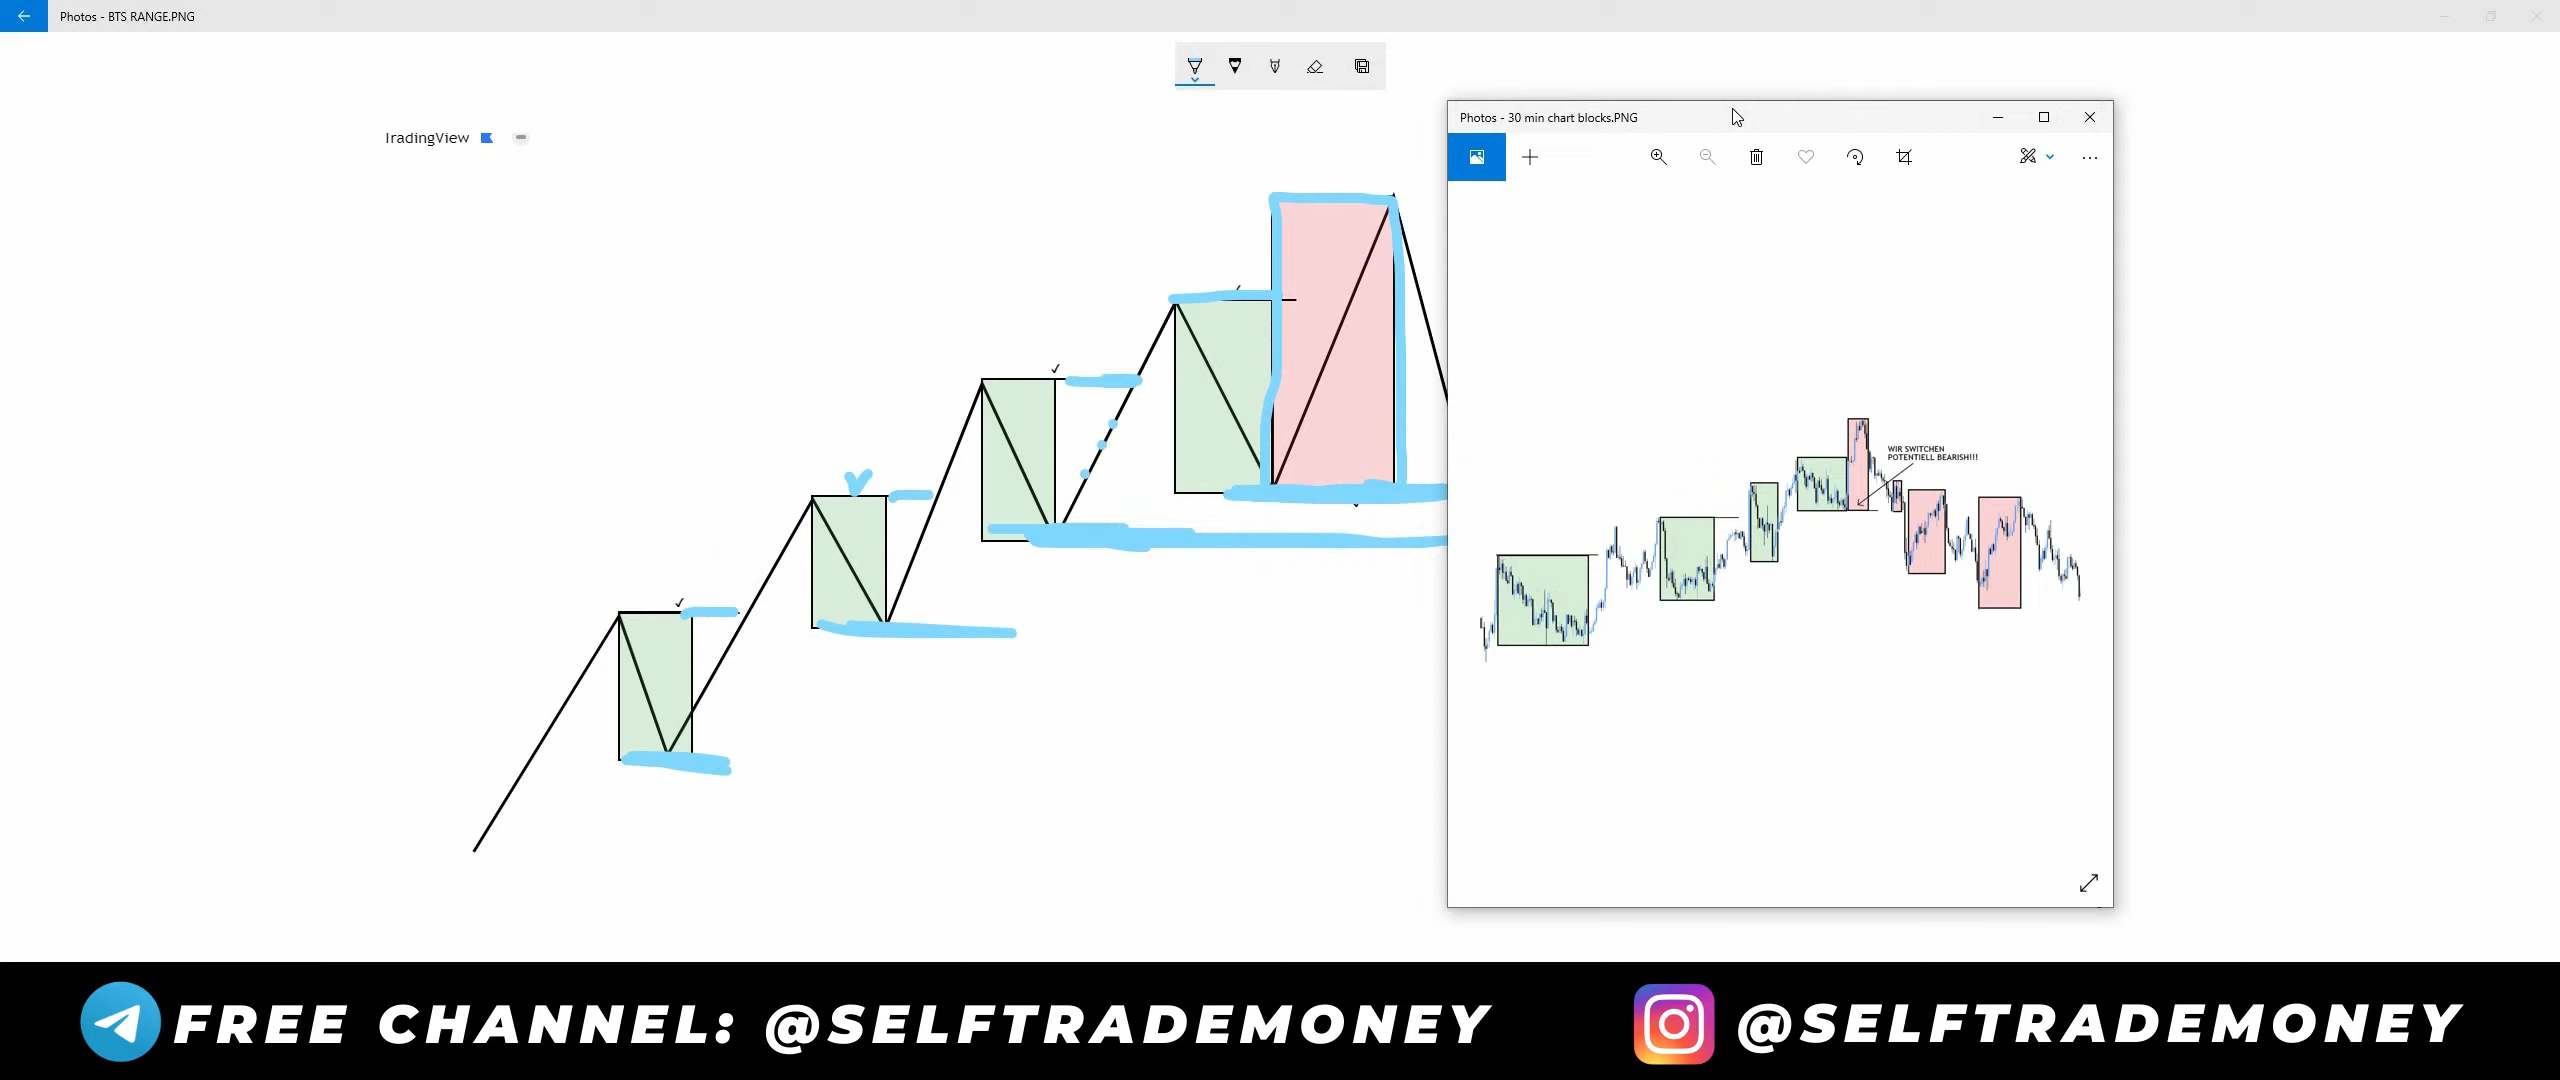 Photos - BTS RANGE.PNG
TradingView
Photos - 30 min chart blocks.PNG
WIR SWITCHEN
POTENTIELL BEARISH!!!
FREE CHANNEL: @SELFTRADEMONEY
@SELFTRADEMONEY